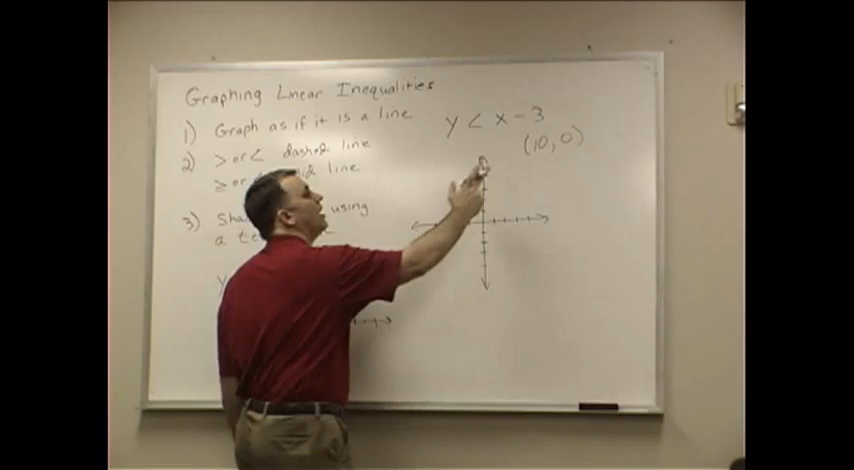 Graphing Linear Inequalities
1) Graph as if it is a line
2) > or < dashed line
≥ or line
3) using
a
y < x - 3
(10, 0)